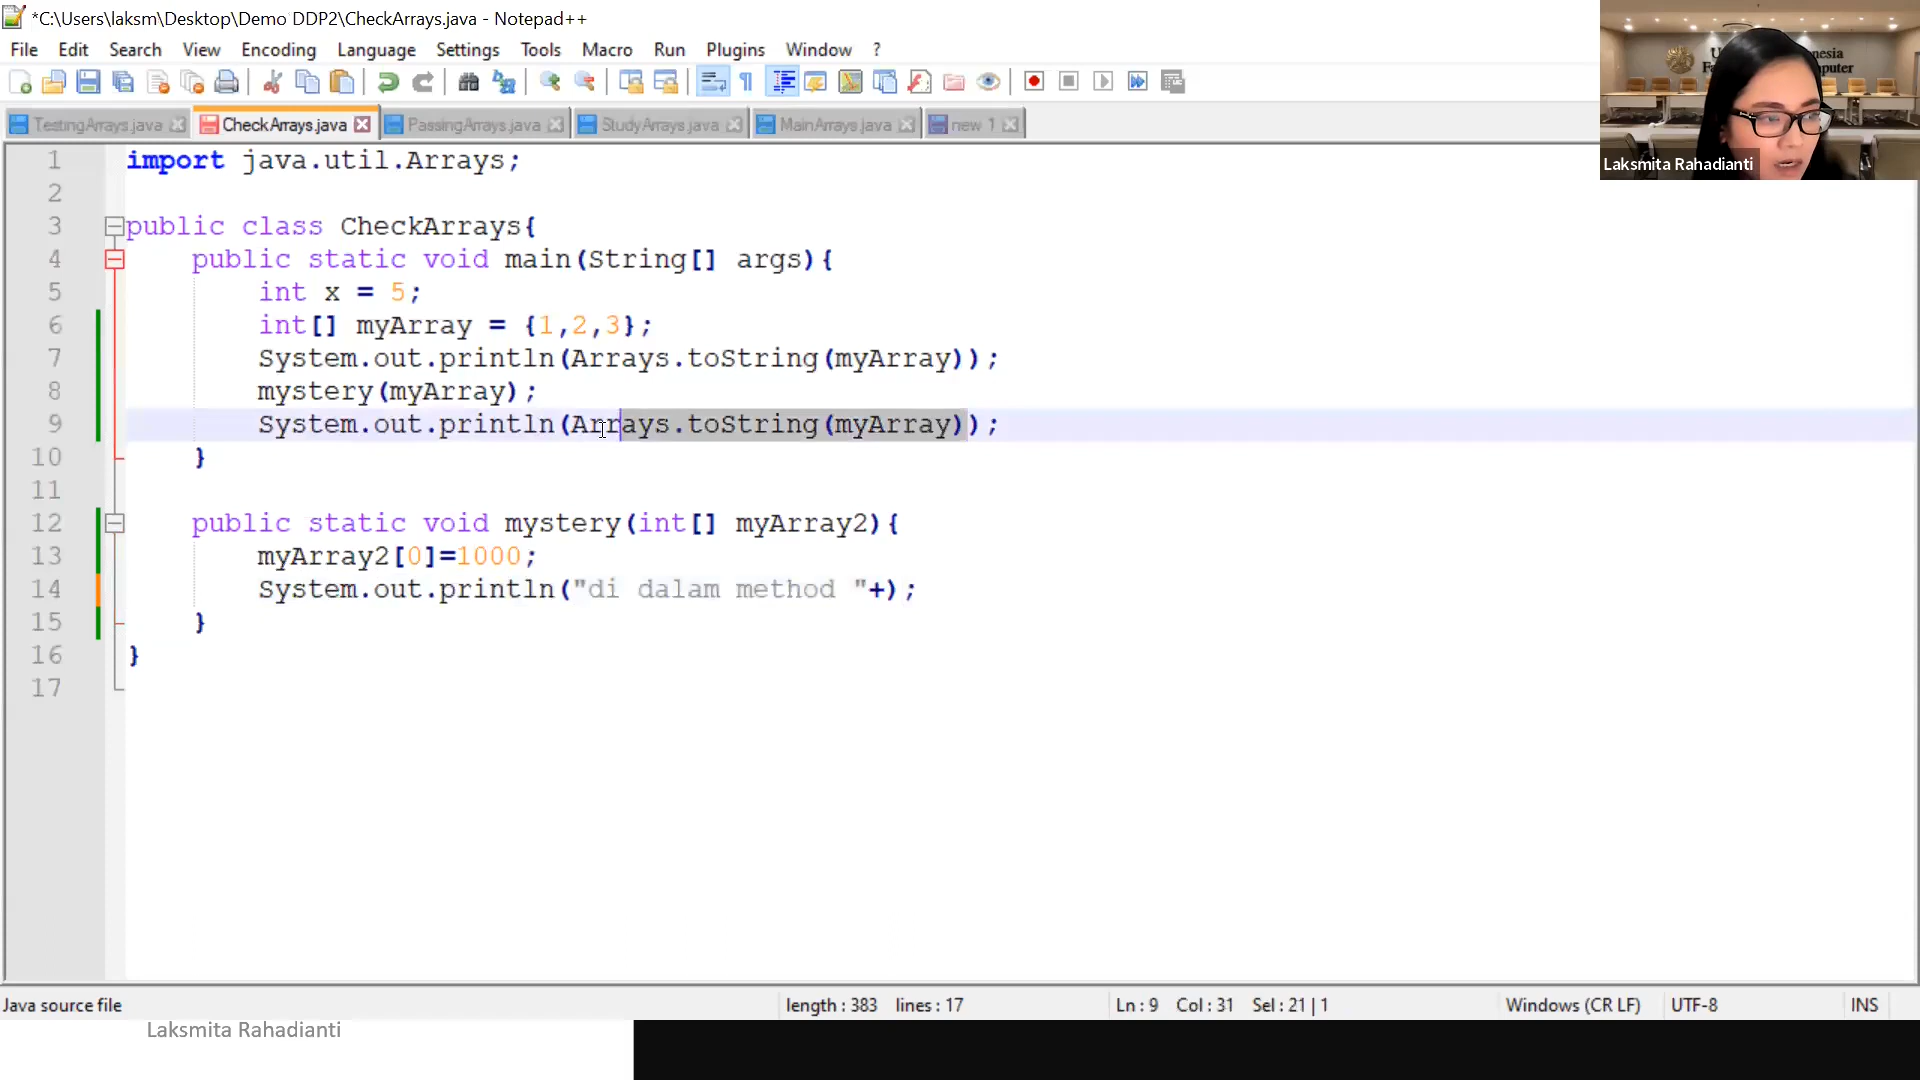 *C:\Users\laksm\Desktop\Demo DDP2\CheckArrays.java - Notepad++
File Edit Search View Encoding Language Settings Tools Macro Run Plugins Window ?
TestingArrays.java CheckArrays.java PassingArrays.java StudyArrays.java MainArrays.java new 1
1 import java.util.Arrays;
2
3 public class CheckArrays{
4 public static void main(String[] args){
5 int x = 5;
6 int[] myArray = {1,2,3};
7 System.out.println(Arrays.toString(myArray));
8 mystery(myArray);
9 System.out.println(Arrays.toString(myArray));
10 }
11
12 public static void mystery(int[] myArray2){
13 myArray2[0]=1000;
14 System.out.println("di dalam method "+);
15 }
16 }
17
Java source file length : 383 lines : 17 Ln : 9 Col : 31 Sel : 21 | 1 Windows (CR LF) UTF-8 INS
Laksmita Rahadianti
Laksmita Rahadianti